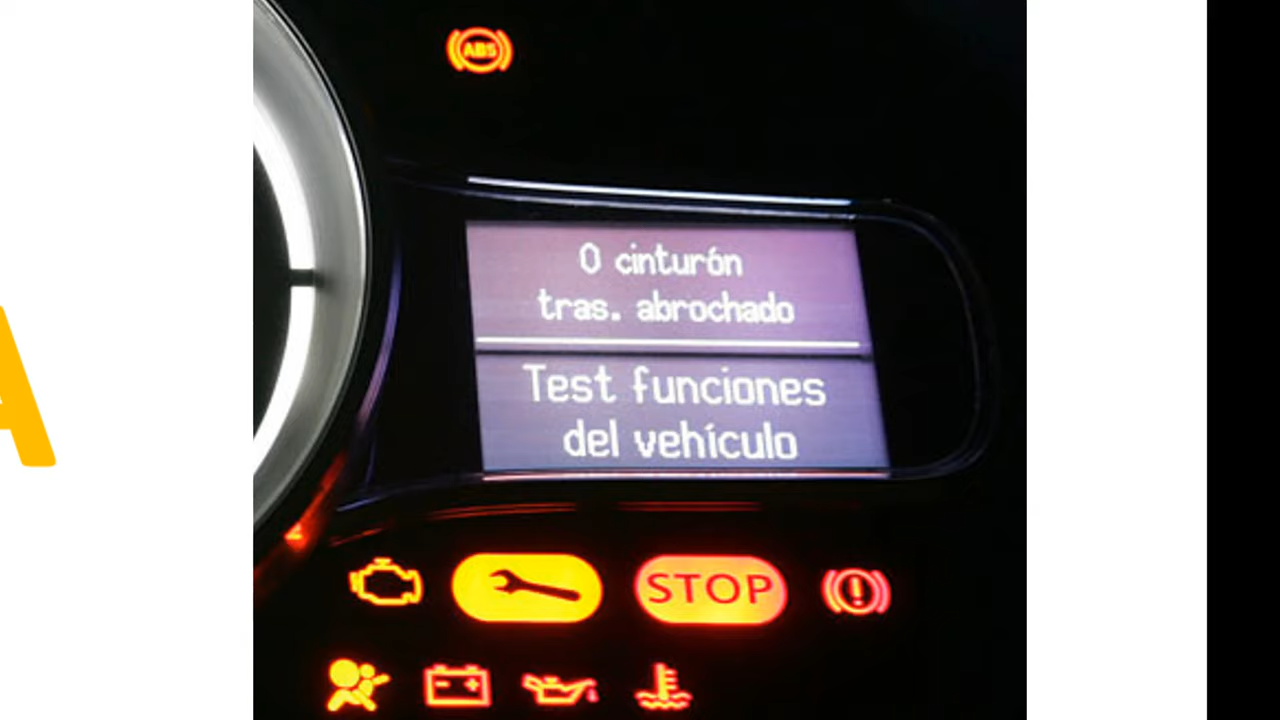 A
ABS
0 cinturón
tras. abrochado
Test funciones
del vehículo
STOP